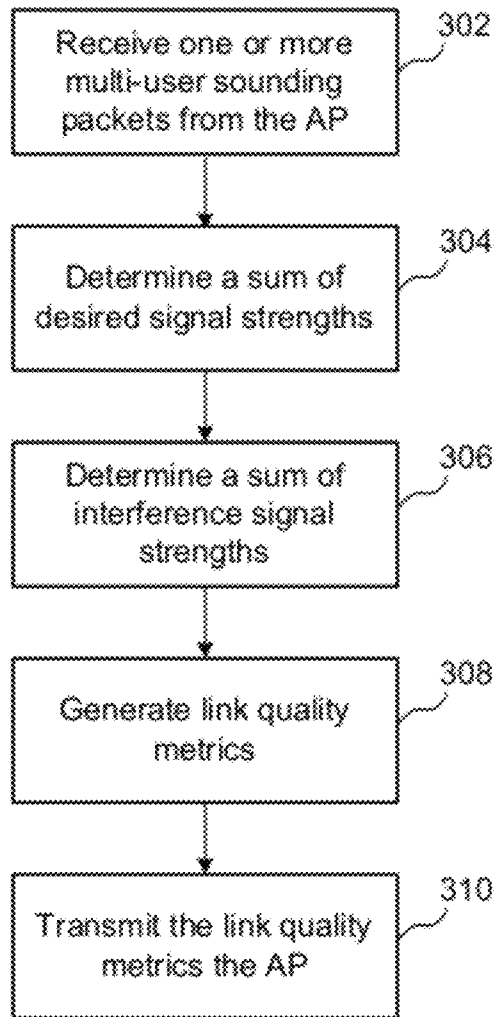 302
Receive one or more
multi-user sounding
packets from the AP
304
Determine a sum of
desired signal strengths
306
Determine a sum of
interference signal
strengths
308
Generate link quality
metrics
310
Transmit the link quality
metrics the AP